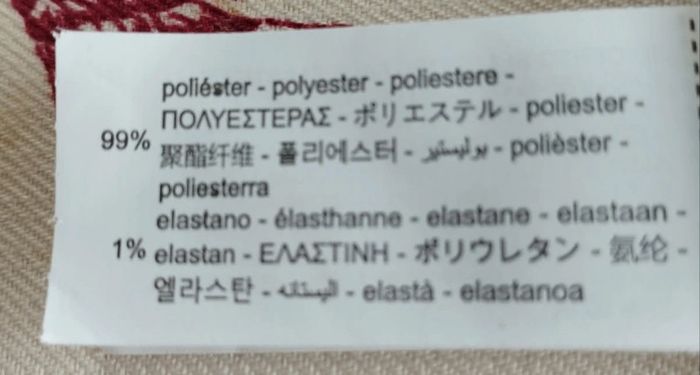 poliéster - polyester - poliestere -
ΠΟΛΥΕΣΤΕΡΑΣ - ポリエステル - poliester -
99% 聚酯纤维 - 폴리에스터 - بوليستير - polièster -
poliesterra
elastano - élasthanne - elastane - elastaan -
1% elastan - ΕΛΑΣΤΙΝΗ - ポリウレタン - 氨纶 -
엘라스탄 - اليستانه - elastà - elastanoa